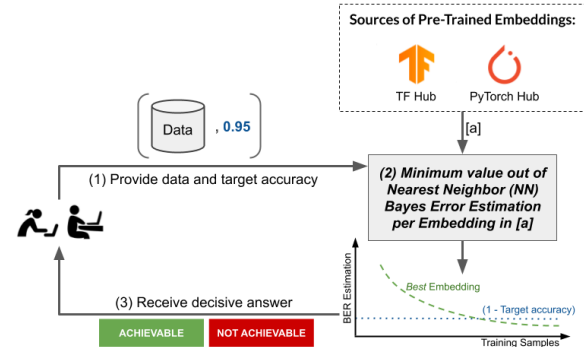 Sources of Pre-Trained Embeddings:
TF Hub
PyTorch Hub
[a]
Data , 0.95
(1) Provide data and target accuracy
(2) Minimum value out of
Nearest Neighbor (NN)
Bayes Error Estimation
per Embedding in [a]
BER Estimation
Best Embedding
(1 - Target accuracy)
Training Samples
(3) Receive decisive answer
ACHIEVABLE
NOT ACHIEVABLE